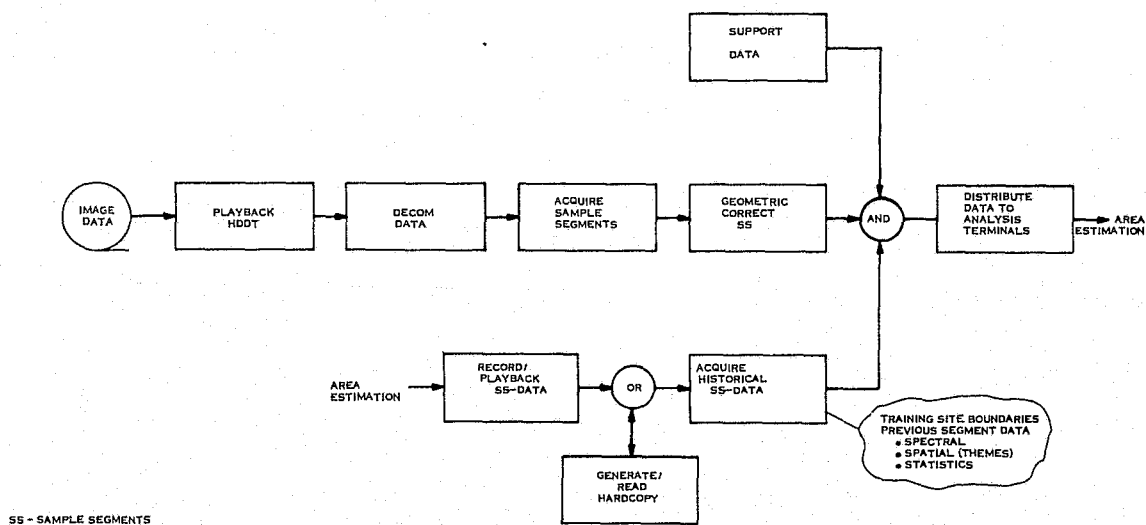 SUPPORT
DATA
IMAGE
DATA
PLAYBACK
HDDT
DECOM
DATA
ACQUIRE
SAMPLE
SEGMENTS
GEOMETRIC
CORRECT
SS
AND
DISTRIBUTE
DATA TO
ANALYSIS
TERMINALS
AREA
ESTIMATION
AREA
ESTIMATION
RECORD/
PLAYBACK
SS-DATA
OR
ACQUIRE
HISTORICAL
SS-DATA
GENERATE/
READ
HARDCOPY
TRAINING SITE BOUNDARIES
PREVIOUS SEGMENT DATA
• SPECTRAL
• SPATIAL (THEMES)
• STATISTICS
SS - SAMPLE SEGMENTS